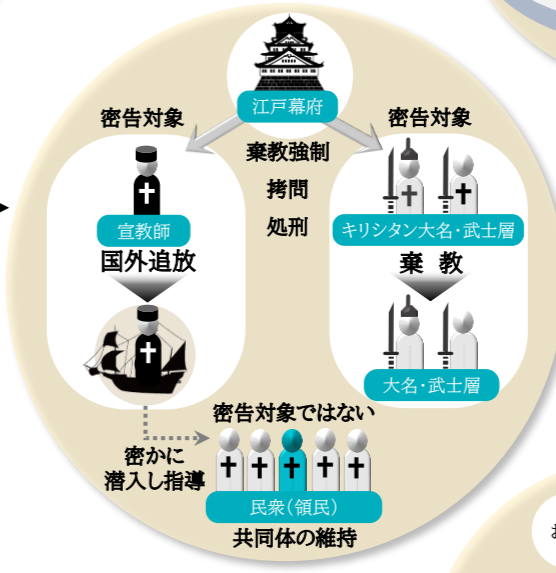 江戸幕府
密告対象
密告対象
棄教強制
拷問
処刑
宣教師
国外追放
キリシタン大名・武士層
棄 教
大名・武士層
密告対象ではない
密かに
潜入し指導
民衆(領民)
共同体の維持
お